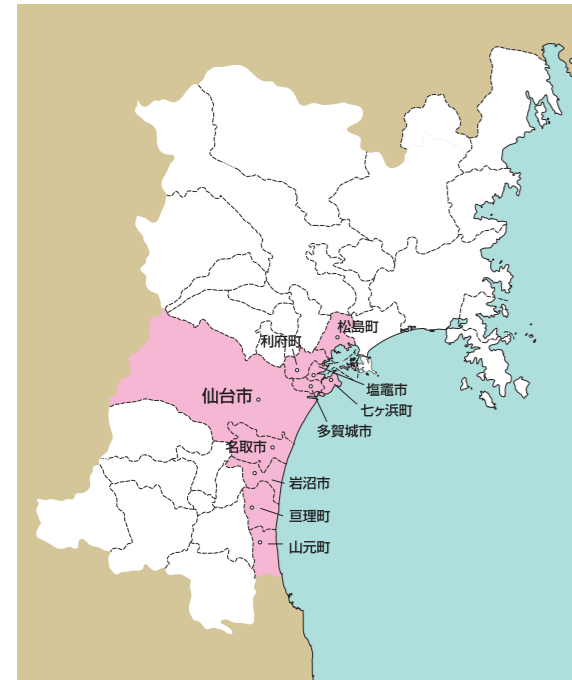 松島町
利府町
塩竈市
仙台市
七ヶ浜町
多賀城市
名取市
岩沼市
亘理町
山元町